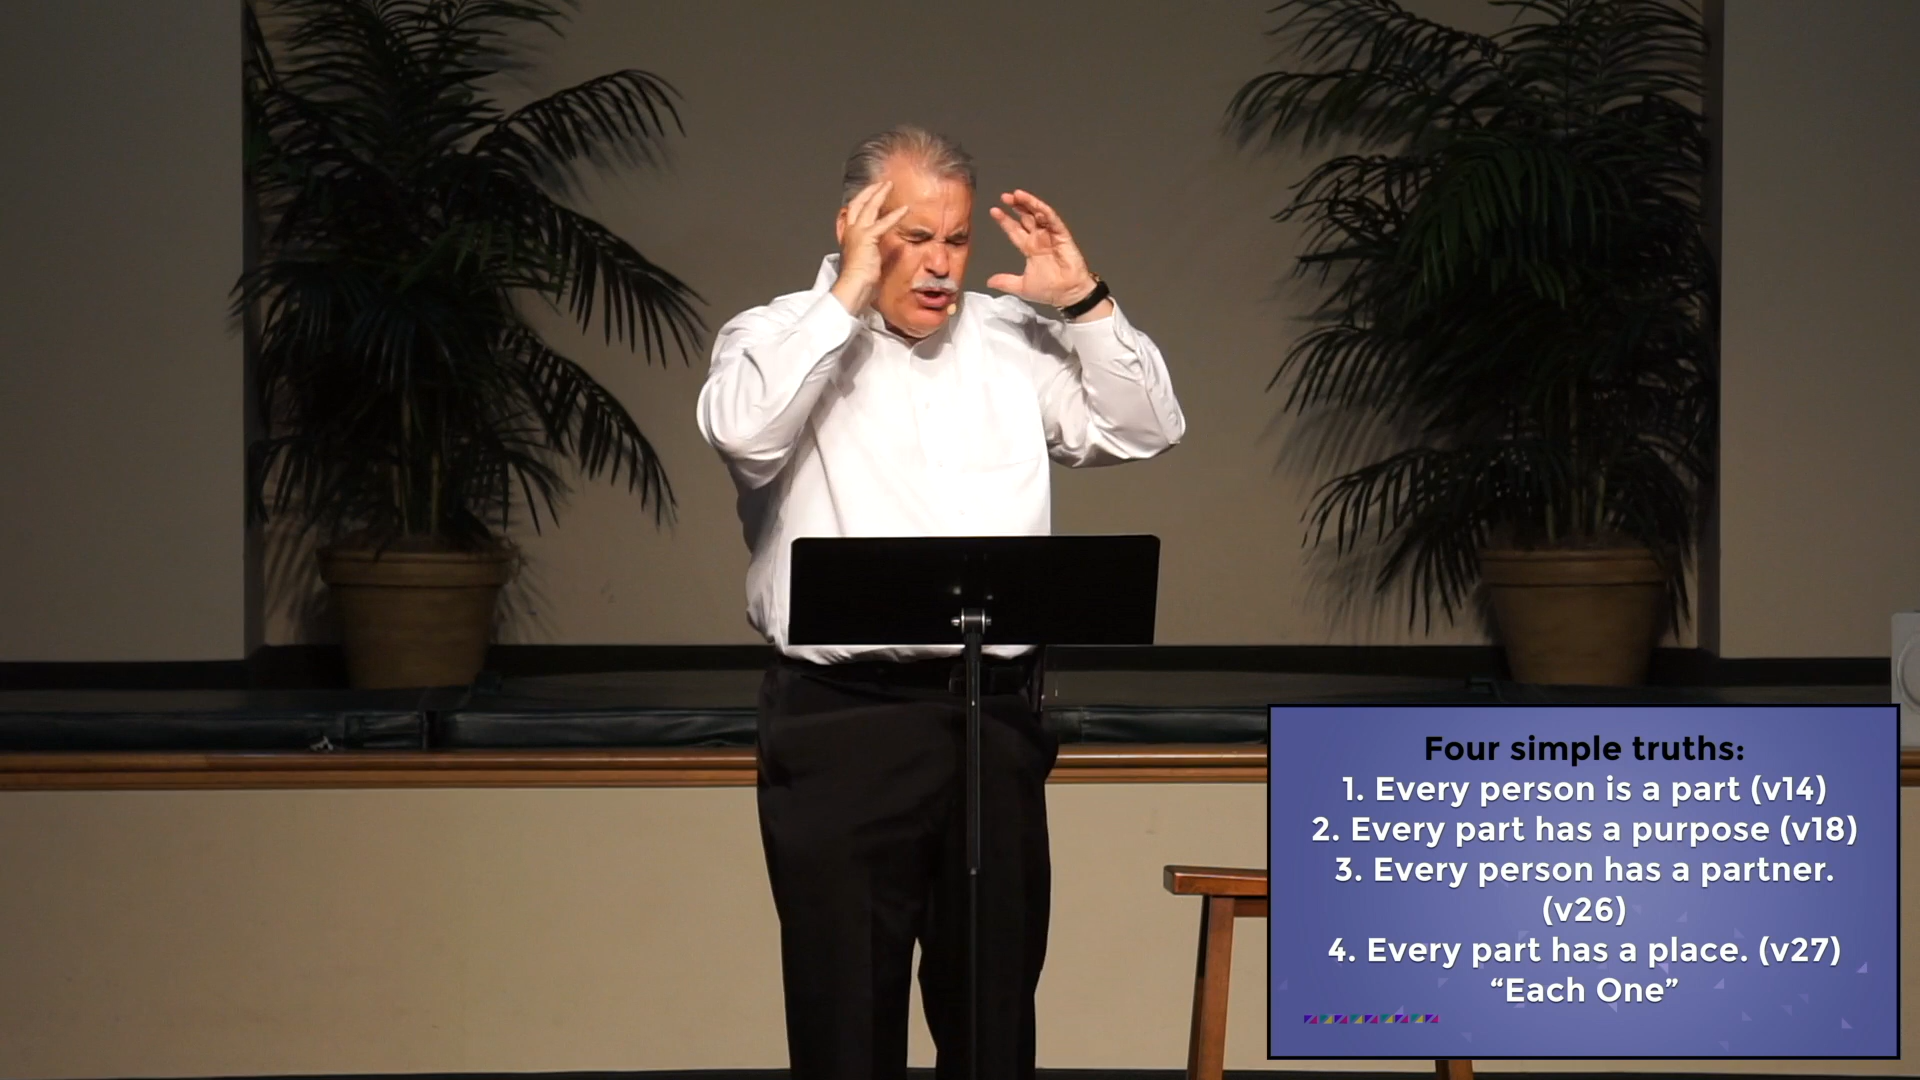 Four simple truths:
1. Every person is a part (v14)
2. Every part has a purpose (v18)
3. Every person has a partner.
(v26)
4. Every part has a place. (v27)
“Each One”